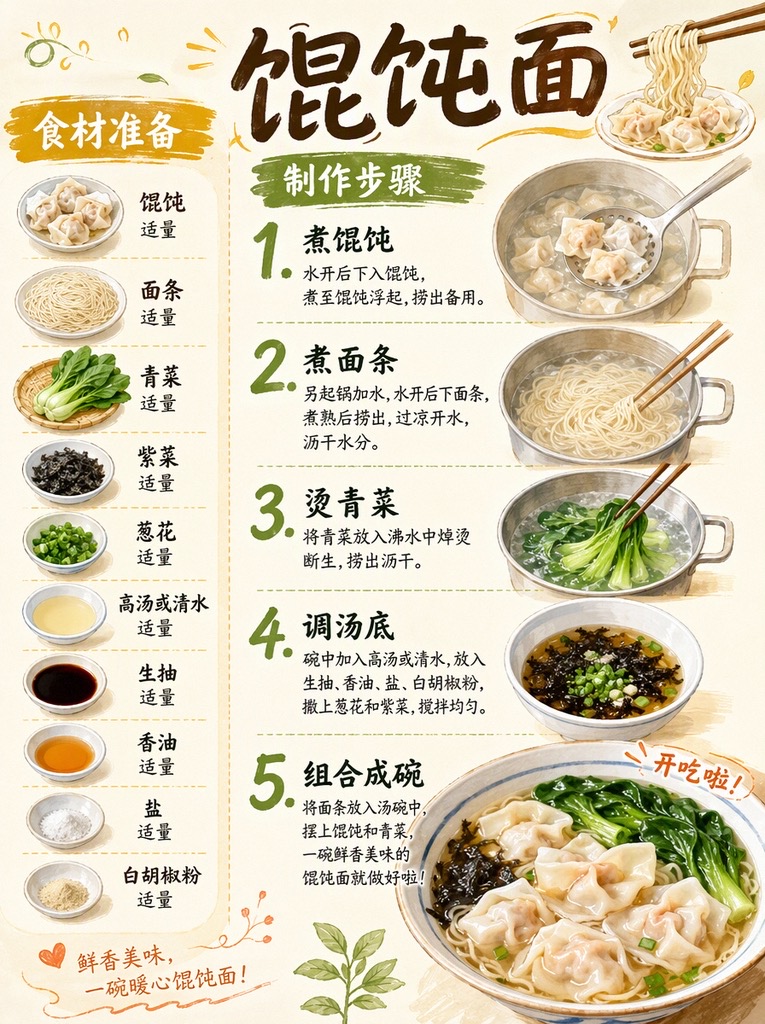 馄饨面
食材准备
馄饨
适量
面条
适量
青菜
适量
紫菜
适量
葱花
适量
高汤或清水
适量
生抽
适量
香油
适量
盐
适量
白胡椒粉
适量
鲜香美味，
一碗暖心馄饨面！
制作步骤
1.
煮馄饨
水开后下入馄饨，
煮至馄饨浮起，捞出备用。
2.
煮面条
另起锅加水，水开后下面条，
煮熟后捞出，过凉开水，
沥干水分。
3.
烫青菜
将青菜放入沸水中焯烫
断生，捞出沥干。
4.
调汤底
碗中加入高汤或清水，放入
生抽、香油、盐、白胡椒粉，
撒上葱花和紫菜，搅拌均匀。
5.
组合成碗
将面条放入汤碗中，
摆上馄饨和青菜，
一碗鲜香美味的
馄饨面就做好啦！
开吃啦！